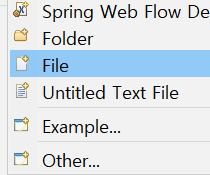 Spring Web Flow De
Folder
File
Untitled Text File
Example...
Other...